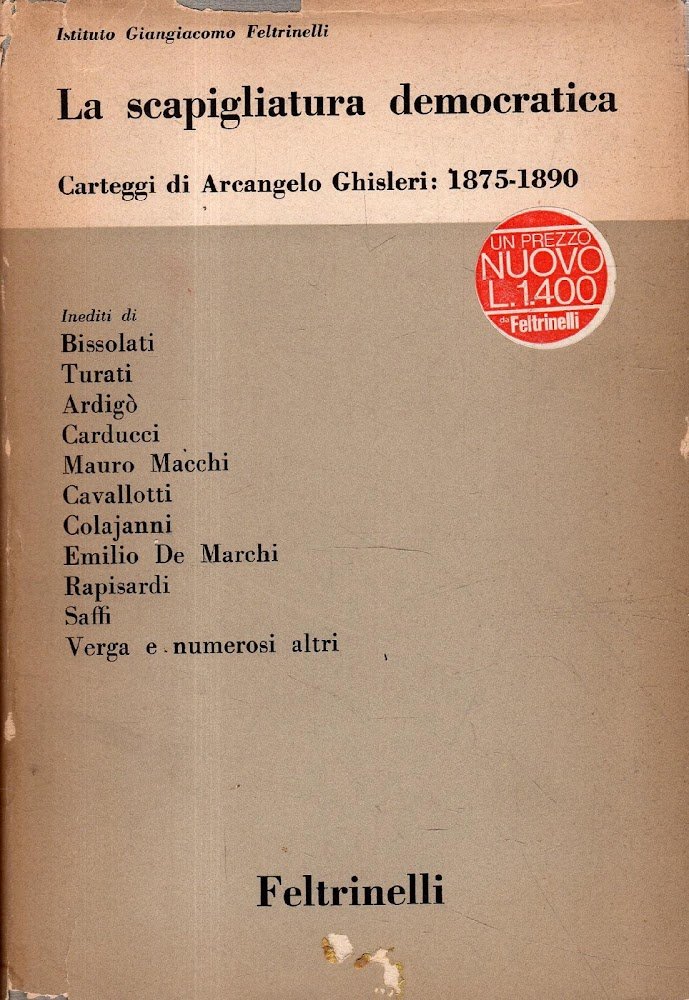 Istituto Giangiacomo Feltrinelli
La scapigliatura democratica
Carteggi di Arcangelo Ghisleri: 1875-1890
UN PREZZO
NUOVO
L.1.400
da Feltrinelli
Inediti di
Bissolati
Turati
Ardigò
Carducci
Mauro Macchi
Cavallotti
Colajanni
Emilio De Marchi
Rapisardi
Saffi
Verga e numerosi altri
Feltrinelli